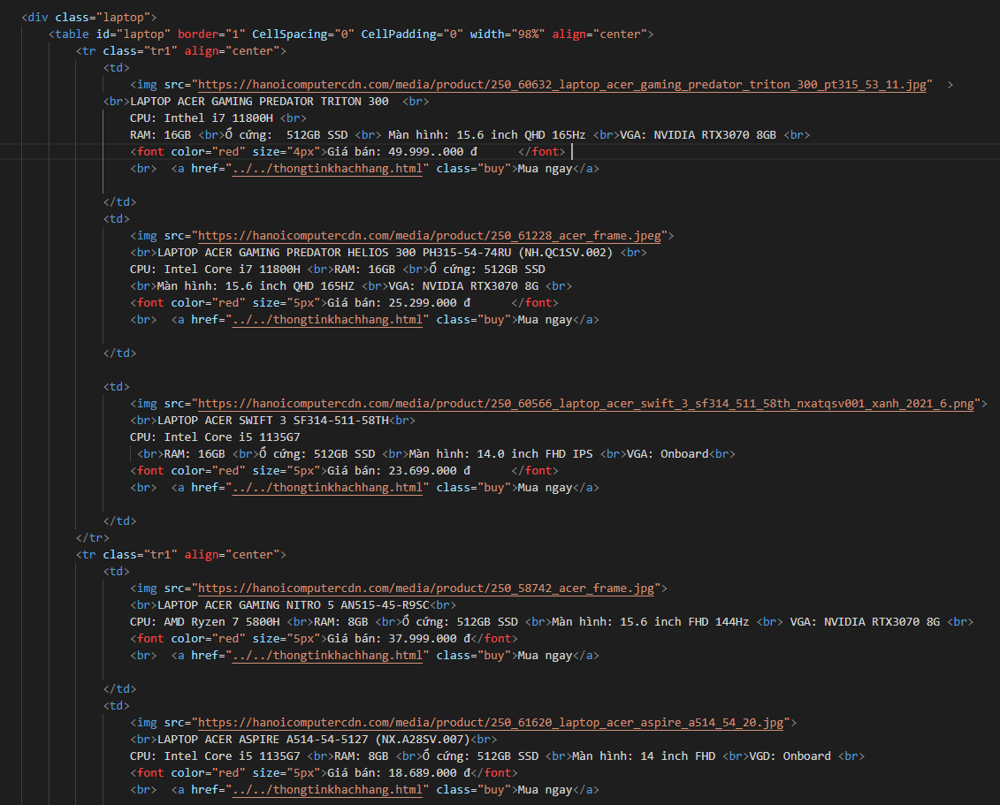 <div class="laptop">
<table id="laptop" border="1" CellSpacing="0" CellPadding="0" width="98%" align="center">
<tr class="tr1" align="center">
<td>
<img src="https://hanoicomputercdn.com/media/product/250_60632_laptop_acer_gaming_predator_triton_300_pt315_53_11.jpg"  >
<br>LAPTOP ACER GAMING PREDATOR TRITON 300  <br>
CPU: Inthel i7 11800H <br>
RAM: 16GB <br>Ổ cứng:  512GB SSD <br> Màn hình: 15.6 inch QHD 165Hz <br>VGA: NVIDIA RTX3070 8GB <br>
<font color="red" size="4px">Giá bán: 49.999..000 đ      </font>
<br>  <a href="../../thongtinkhachhang.html" class="buy">Mua ngay</a>
</td>
<td>
<img src="https://hanoicomputercdn.com/media/product/250_61228_acer_frame.jpeg">
<br>LAPTOP ACER GAMING PREDATOR HELIOS 300 PH315-54-74RU (NH.QC1SV.002) <br>
CPU: Intel Core i7 11800H <br>RAM: 16GB <br>Ổ cứng: 512GB SSD
<br>Màn hình: 15.6 inch QHD 165HZ <br>VGA: NVIDIA RTX3070 8G <br>
<font color="red" size="5px">Giá bán: 25.299.000 đ      </font>
<br>  <a href="../../thongtinkhachhang.html" class="buy">Mua ngay</a>
</td>
<td>
<img src="https://hanoicomputercdn.com/media/product/250_60566_laptop_acer_swift_3_sf314_511_58th_nxatqsv001_xanh_2021_6.png">
<br>LAPTOP ACER SWIFT 3 SF314-511-58TH<br>
CPU: Intel Core i5 1135G7
<br>RAM: 16GB <br>Ổ cứng: 512GB SSD <br>Màn hình: 14.0 inch FHD IPS <br>VGA: Onboard<br>
<font color="red" size="5px">Giá bán: 23.699.000 đ      </font>
<br>  <a href="../../thongtinkhachhang.html" class="buy">Mua ngay</a>
</td>
</tr>
<tr class="tr1" align="center">
<td>
<img src="https://hanoicomputercdn.com/media/product/250_58742_acer_frame.jpg">
<br>LAPTOP ACER GAMING NITRO 5 AN515-45-R9SC<br>
CPU: AMD Ryzen 7 5800H <br>RAM: 8GB <br>Ổ cứng: 512GB SSD <br>Màn hình: 15.6 inch FHD 144Hz <br> VGA: NVIDIA RTX3070 8G <br>
<font color="red" size="5px">Giá bán: 37.999.000 đ</font>
<br>  <a href="../../thongtinkhachhang.html" class="buy">Mua ngay</a>
</td>
<td>
<img src="https://hanoicomputercdn.com/media/product/250_61620_laptop_acer_aspire_a514_54_20.jpg">
<br>LAPTOP ACER ASPIRE A514-54-5127 (NX.A28SV.007)<br>
CPU: Intel Core i5 1135G7 <br>RAM: 8GB <br>Ổ cứng: 512GB SSD <br>Màn hình: 14 inch FHD <br>VGD: Onboard <br>
<font color="red" size="5px">Giá bán: 18.689.000 đ</font>
<br>  <a href="../../thongtinkhachhang.html" class="buy">Mua ngay</a>